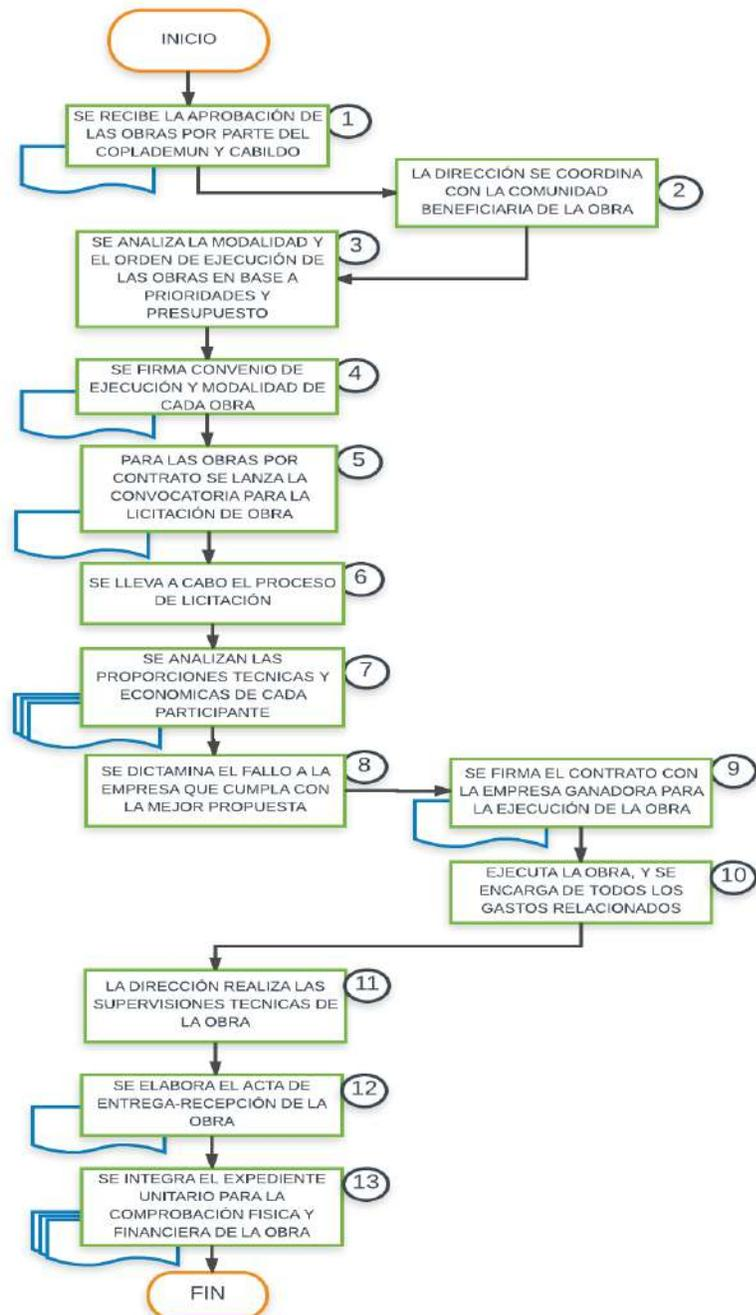 INICIO
1
SE RECIBE LA APROBACIÓN DE
LAS OBRAS POR PARTE DEL
COPLADEMUN Y CABILDO
2
LA DIRECCIÓN SE COORDINA
CON LA COMUNIDAD
BENEFICIARIA DE LA OBRA
3
SE ANALIZA LA MODALIDAD Y
EL ORDEN DE EJECUCIÓN DE
LAS OBRAS EN BASE A
PRIORIDADES Y
PRESUPUESTO
4
SE FIRMA CONVENIO DE
EJECUCIÓN Y MODALIDAD DE
CADA OBRA
5
PARA LAS OBRAS POR
CONTRATO SE LANZA LA
CONVOCATORIA PARA LA
LICITACIÓN DE OBRA
6
SE LLEVA A CABO EL PROCESO
DE LICITACIÓN
7
SE ANALIZAN LAS
PROPORCIONES TECNICAS Y
ECONOMICAS DE CADA
PARTICIPANTE
8
SE DICTAMINA EL FALLO A LA
EMPRESA QUE CUMPLA CON
LA MEJOR PROPUESTA
9
SE FIRMA EL CONTRATO CON
LA EMPRESA GANADORA PARA
LA EJECUCIÓN DE LA OBRA
10
EJECUTA LA OBRA, Y SE
ENCARGA DE TODOS LOS
GASTOS RELACIONADOS
11
LA DIRECCIÓN REALIZA LAS
SUPERVISIONES TECNICAS DE
LA OBRA
12
SE ELABORA EL ACTA DE
ENTREGA-RECEPCIÓN DE LA
OBRA
13
SE INTEGRA EL EXPEDIENTE
UNITARIO PARA LA
COMPROBACIÓN FISICA Y
FINANCIERA DE LA OBRA
FIN